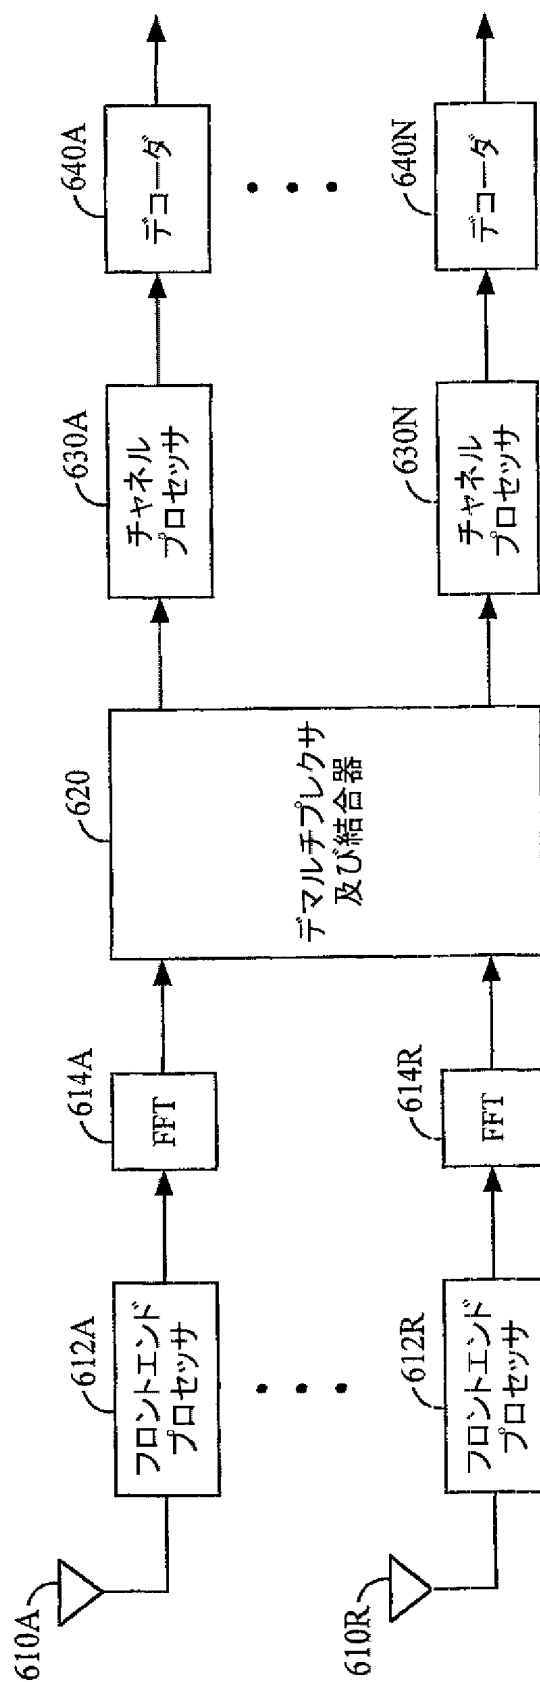 610A
612A
フロントエンド
プロセッサ
614A
FFT
620
デマルチプレクサ
及び結合器
630A
チャネル
プロセッサ
640A
デコーダ
610R
612R
フロントエンド
プロセッサ
614R
FFT
630N
チャネル
プロセッサ
640N
デコーダ